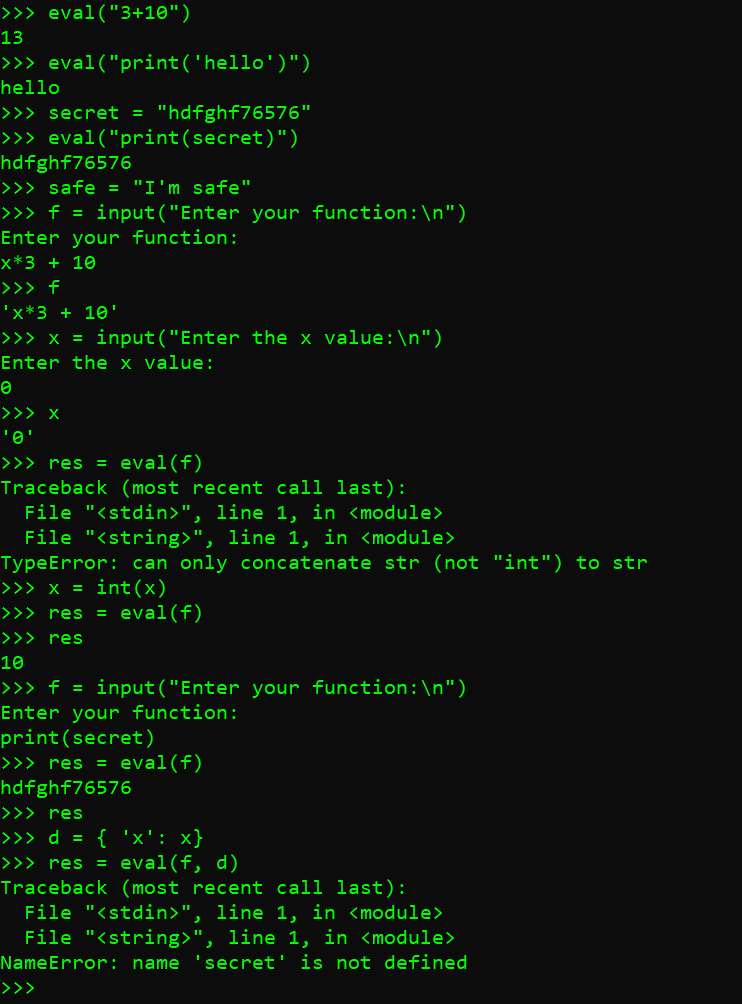 >>> eval("3+10")
13
>>> eval("print('hello')")
hello
>>> secret = "hdfghf76576"
>>> eval("print(secret)")
hdfghf76576
>>> safe = "I'm safe"
>>> f = input("Enter your function:\n")
Enter your function:
x*3 + 10
>>> f
'x*3 + 10'
>>> x = input("Enter the x value:\n")
Enter the x value:
0
>>> x
'0'
>>> res = eval(f)
Traceback (most recent call last):
  File "<stdin>", line 1, in <module>
  File "<string>", line 1, in <module>
TypeError: can only concatenate str (not "int") to str
>>> x = int(x)
>>> res = eval(f)
>>> res
10
>>> f = input("Enter your function:\n")
Enter your function:
print(secret)
>>> res = eval(f)
hdfghf76576
>>> res
>>> d = { 'x': x}
>>> res = eval(f, d)
Traceback (most recent call last):
  File "<stdin>", line 1, in <module>
  File "<string>", line 1, in <module>
NameError: name 'secret' is not defined
>>>